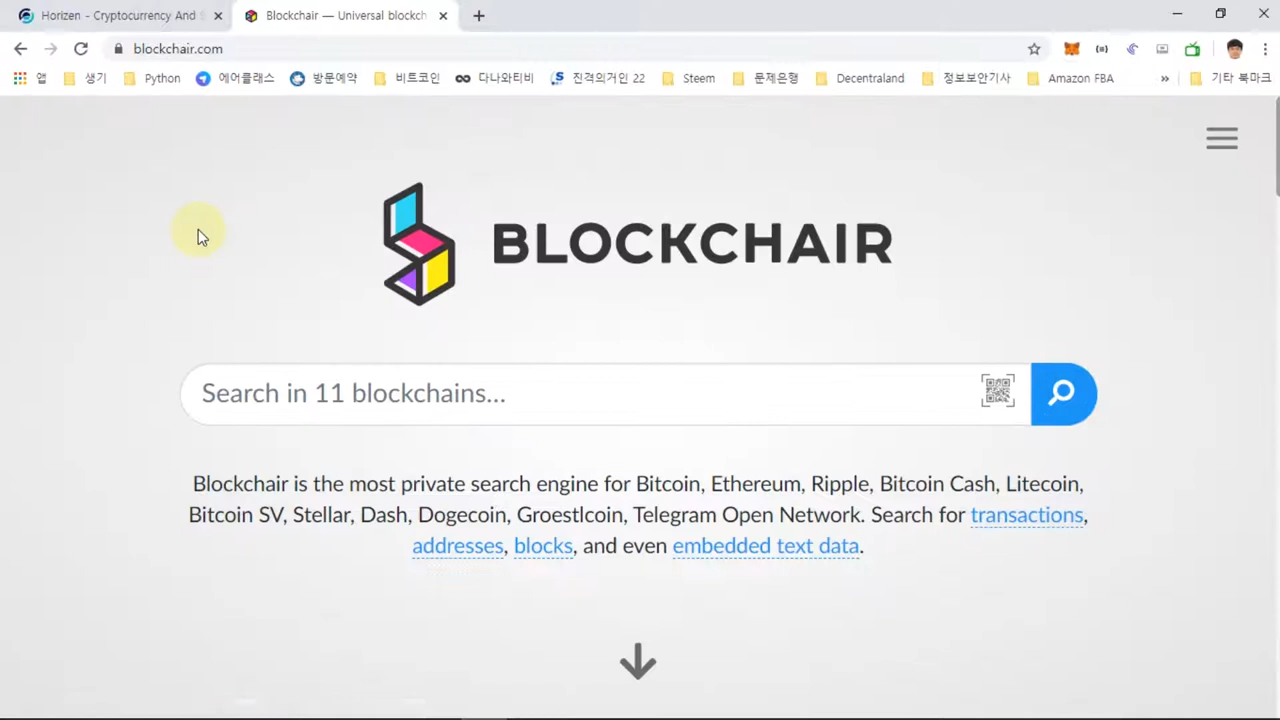 Horizen - Cryptocurrency And S
Blockchair — Universal blockch
blockchair.com
앱 생기 Python 에어클래스 방문예약 비트코인 다나와티비 진격의거인 22 Steem 문제은행 Decentraland 정보보안기사 Amazon FBA » 기타 북마크
BLOCKCHAIR
Search in 11 blockchains...
Blockchair is the most private search engine for Bitcoin, Ethereum, Ripple, Bitcoin Cash, Litecoin,
Bitcoin SV, Stellar, Dash, Dogecoin, Groestlcoin, Telegram Open Network. Search for transactions,
addresses, blocks, and even embedded text data.